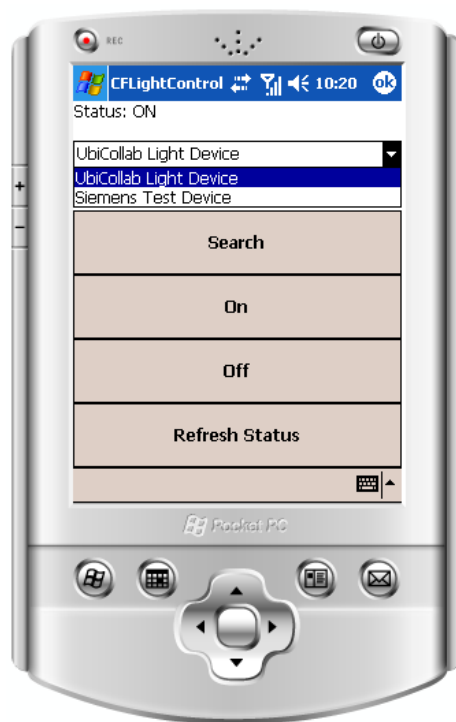 REC
CFLightControl 10:20 ok
Status: ON
UbiCollab Light Device
UbiCollab Light Device
Siemens Test Device
Search
On
Off
Refresh Status
Pocket PC
+
-